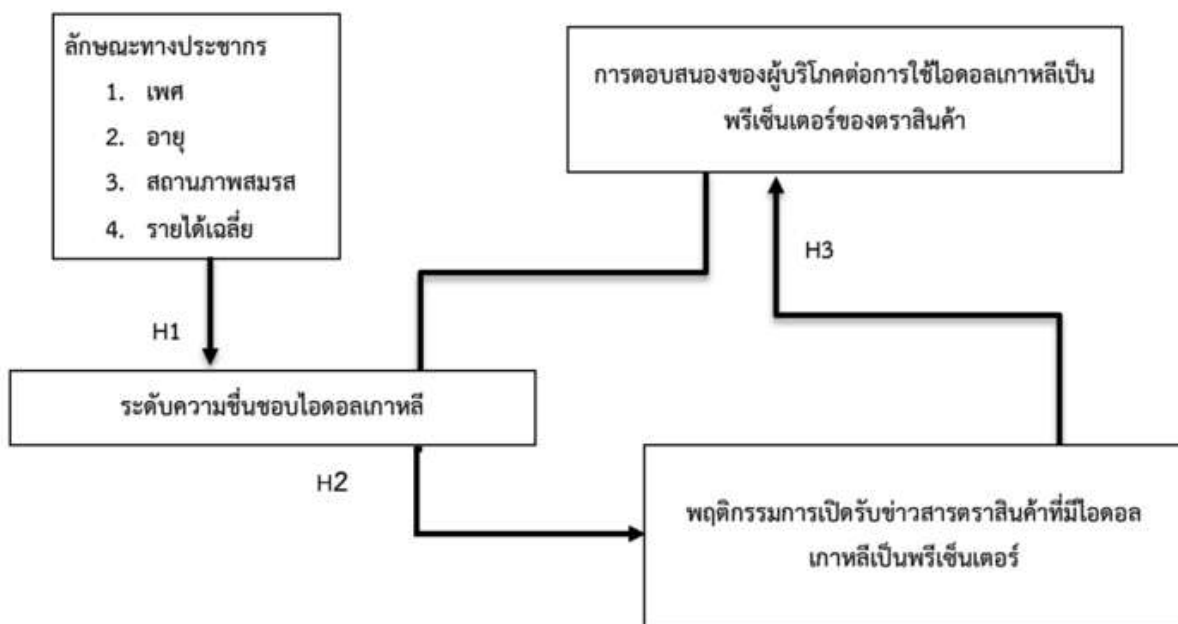 ลักษณะทางประชากร
1. เพศ
2. อายุ
3. สถานภาพสมรส
4. รายได้เฉลี่ย
การตอบสนองของผู้บริโภคต่อการใช้ไอดอลเกาหลีเป็น
พรีเซ็นเตอร์ของตราสินค้า
H3
H1
ระดับความชื่นชอบไอดอลเกาหลี
H2
พฤติกรรมการเปิดรับข่าวสารตราสินค้าที่มีไอดอล
เกาหลีเป็นพรีเซ็นเตอร์